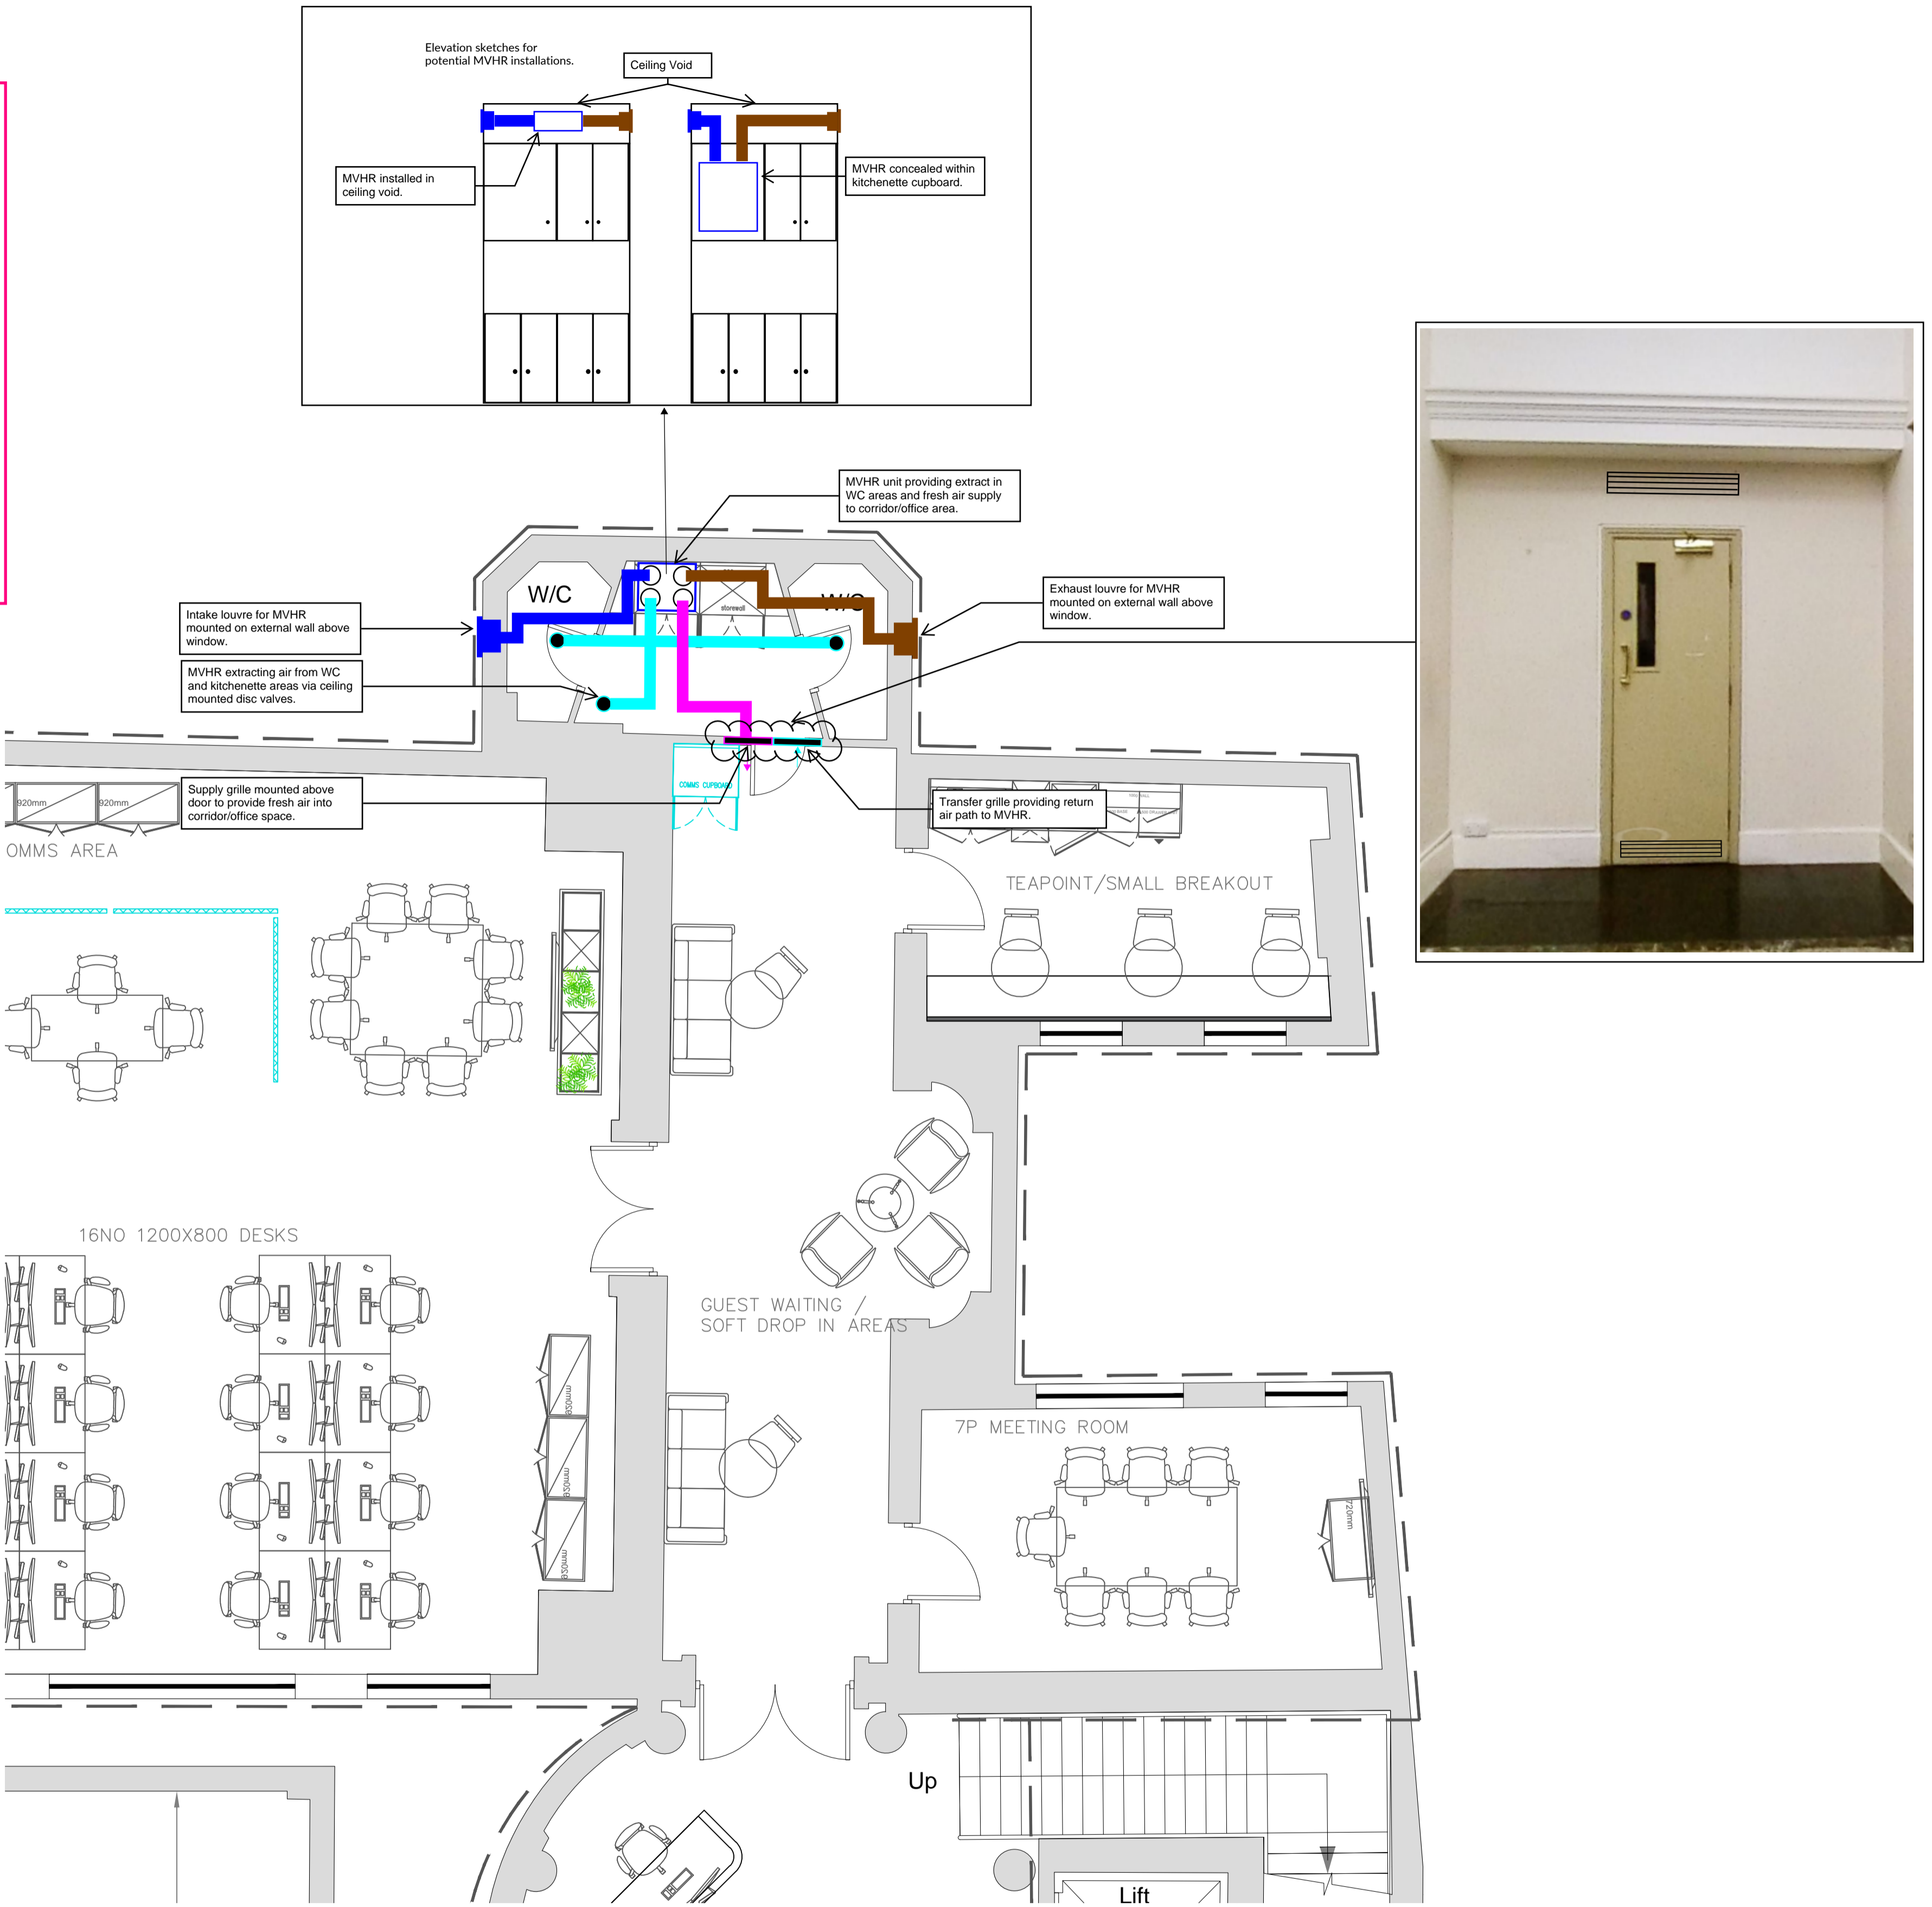 Elevation sketches for
potential MVHR installations.
Ceiling Void
MVHR installed in
ceiling void.
MVHR concealed within
kitchenette cupboard.
MVHR unit providing extract in
WC areas and fresh air supply
to corridor/office area.
W/C
W/C
storewall
Intake louvre for MVHR
mounted on external wall above
window.
Exhaust louvre for MVHR
mounted on external wall above
window.
MVHR extracting air from WC
and kitchenette areas via ceiling
mounted disc valves.
COMMS CUPBOARD
920mm
920mm
Supply grille mounted above
door to provide fresh air into
corridor/office space.
Transfer grille providing return
air path to MVHR.
OMMS AREA
TEAPOINT/SMALL BREAKOUT
16NO 1200X800 DESKS
GUEST WAITING /
SOFT DROP IN AREAS
920mm
920mm
920mm
7P MEETING ROOM
720mm
Up
Lift